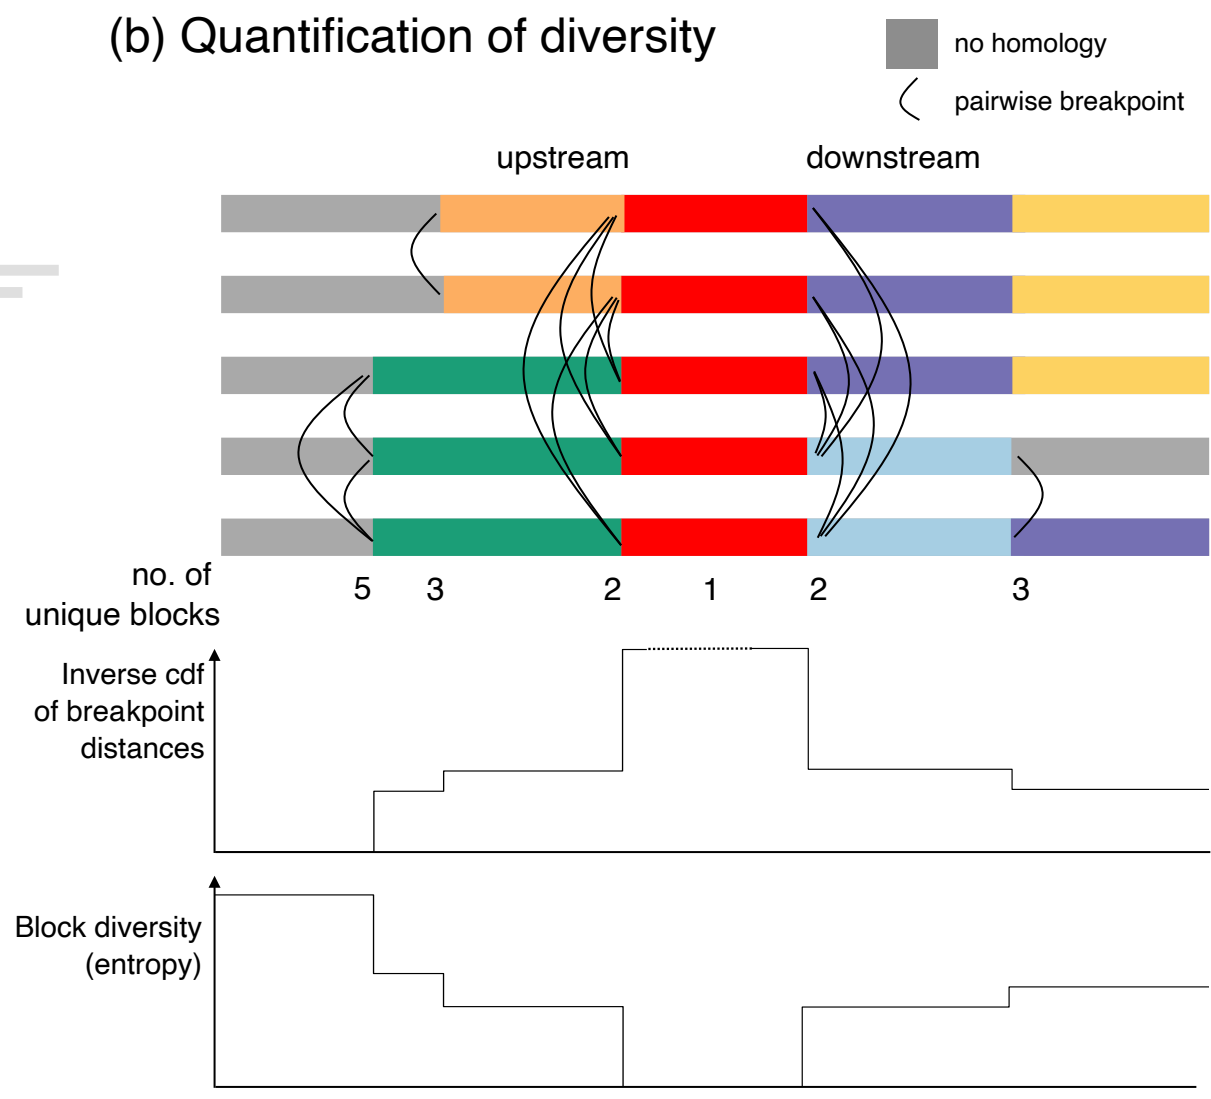 (b) Quantification of diversity
no homology
pairwise breakpoint
upstream downstream
no. of
unique blocks
5 3 2 1 2 3
Inverse cdf
of breakpoint
distances
Block diversity
(entropy)